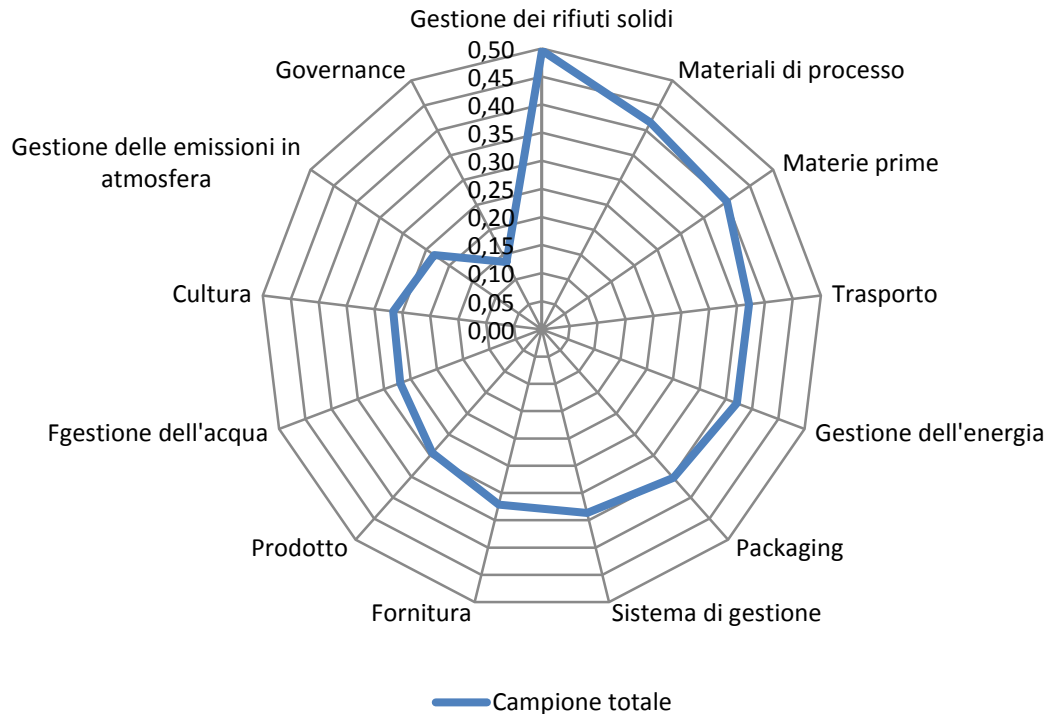 Gestione dei rifiuti solidi
0,50
0,45
0,40
0,35
0,30
0,25
0,20
0,15
0,10
0,05
0,00
Materiali di processo
Materie prime
Trasporto
Gestione dell'energia
Packaging
Sistema di gestione
Fornitura
Prodotto
Fgestione dell'acqua
Cultura
Gestione delle emissioni in
atmosfera
Governance
Campione totale